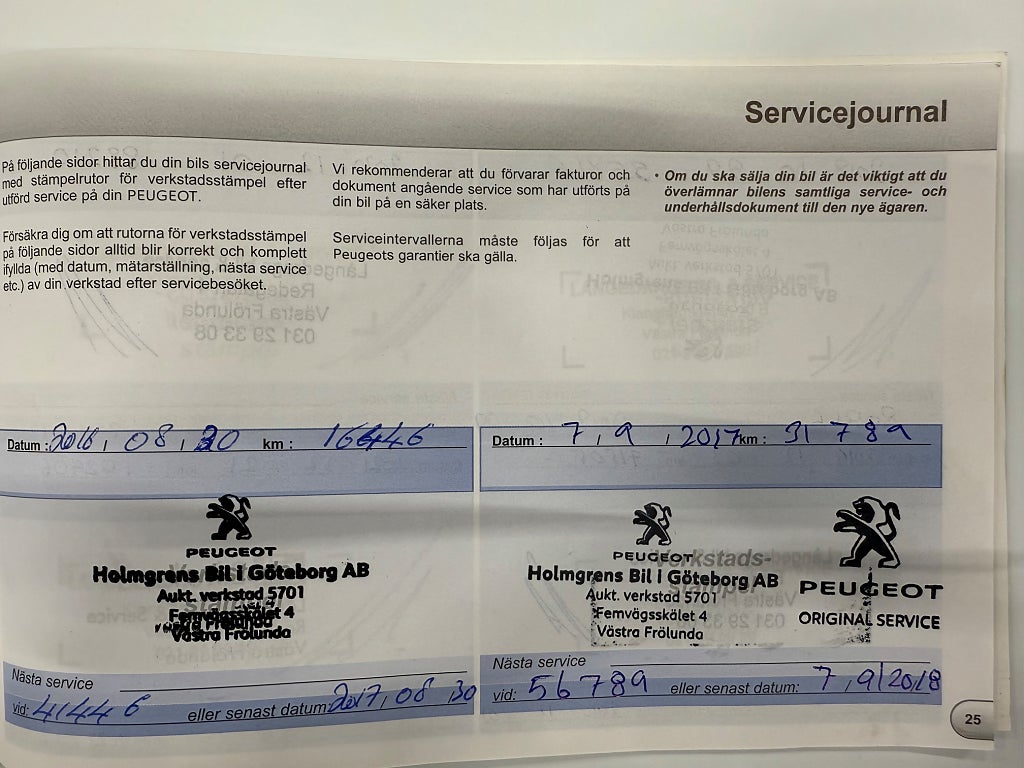 Servicejournal
På följande sidor hittar du din bils servicejournal
med stämpelrutor för verkstadsstämpel efter
utförd service på din PEUGEOT.
Försäkra dig om att rutorna för verkstadsstämpel
på följande sidor alltid blir korrekt och komplett
ifyllda (med datum, mätarställning, nästa service
etc.) av din verkstad efter servicebesöket.
Vi rekommenderar att du förvarar fakturor och
dokument angående service som har utförts på
din bil på en säker plats.
Serviceintervallerna måste följas för att
Peugeots garantier ska gälla.
• Om du ska sälja din bil är det viktigt att du
överlämnar bilens samtliga service- och
underhållsdokument till den nye ägaren.
Datum : 2016, 08, 30 km : 16446
PEUGEOT
Holmgrens Bil i Göteborg AB
Aukt. verkstad 5701
Femvägsskälet 4
Västra Frölunda
Nästa service
vid: 41446 eller senast datum: 2017, 08 30
Datum : 7, 9, 2017 km : 31 789
PEUGEOT
Holmgrens Bil i Göteborg AB
Aukt. verkstad 5701
Femvägsskälet 4
Västra Frölunda
Verkstads-
PEUGEOT
ORIGINAL SERVICE
Nästa service
vid: 56789 eller senast datum: 7, 9/2018
25